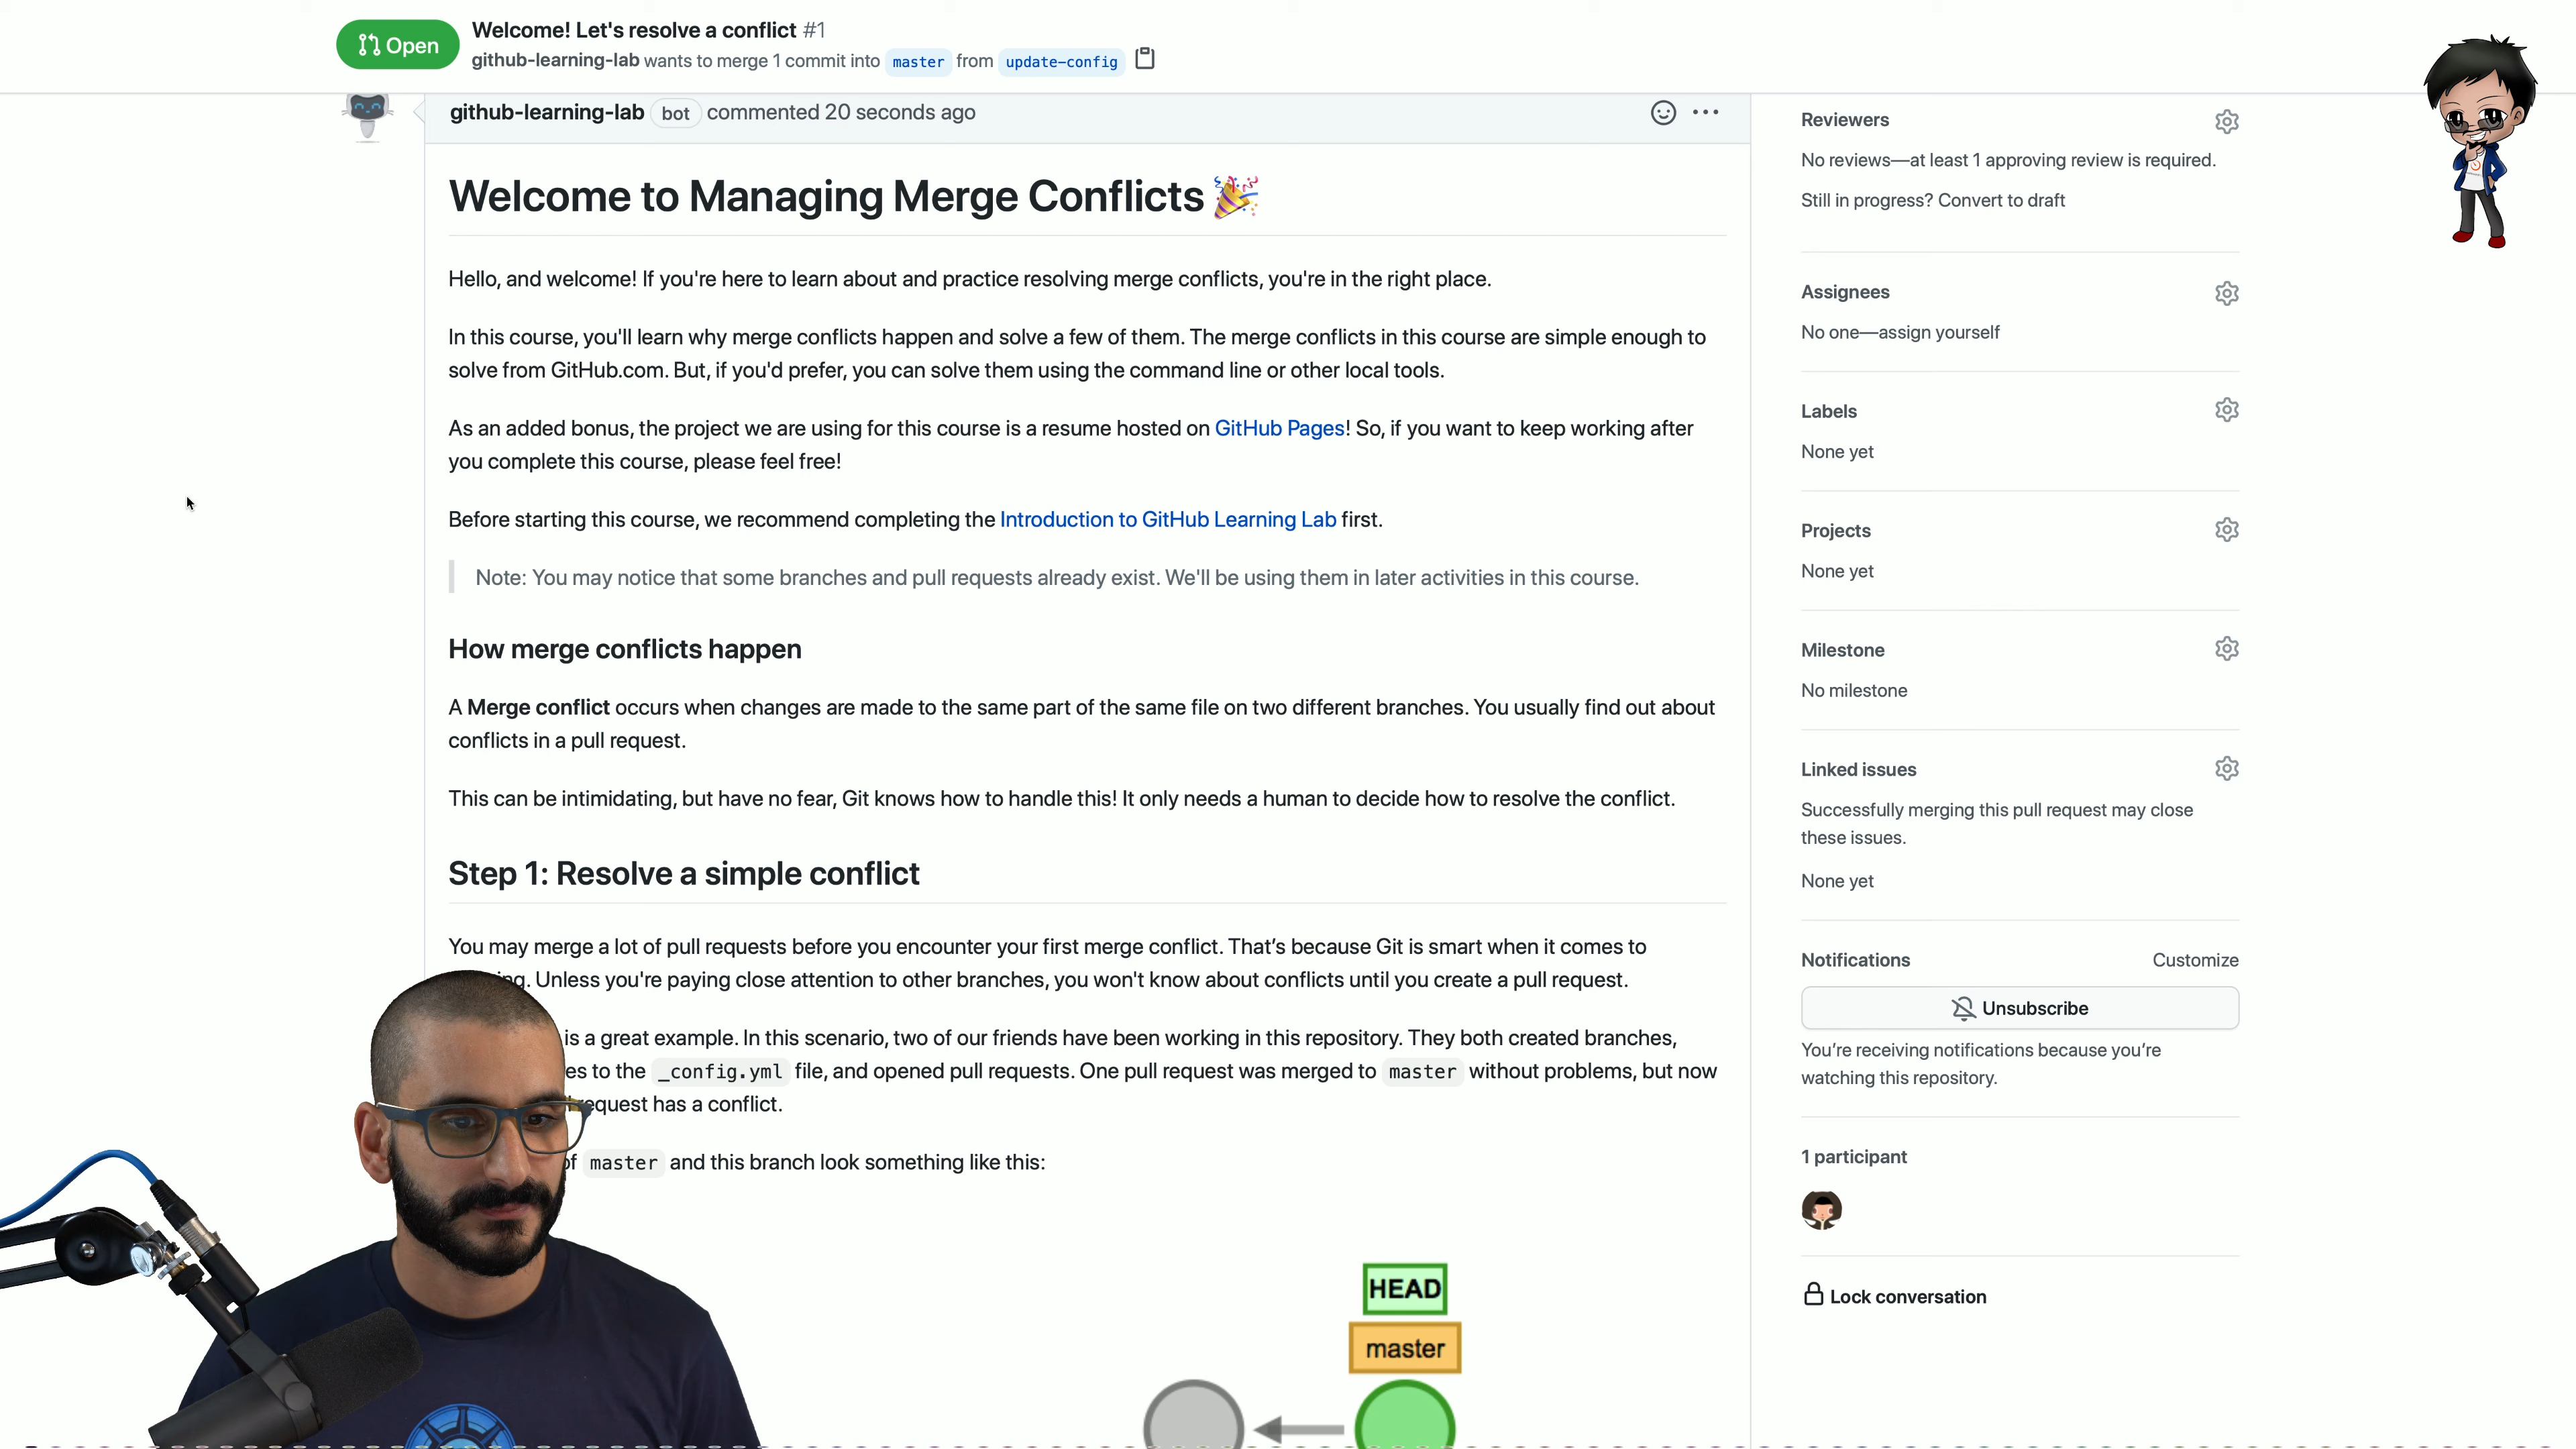 Open
Welcome! Let's resolve a conflict #1
github-learning-lab wants to merge 1 commit into master from update-config
github-learning-lab bot commented 20 seconds ago
Welcome to Managing Merge Conflicts 🎉
Hello, and welcome! If you're here to learn about and practice resolving merge conflicts, you're in the right place.
In this course, you'll learn why merge conflicts happen and solve a few of them. The merge conflicts in this course are simple enough to
solve from GitHub.com. But, if you'd prefer, you can solve them using the command line or other local tools.
As an added bonus, the project we are using for this course is a resume hosted on GitHub Pages! So, if you want to keep working after
you complete this course, please feel free!
Before starting this course, we recommend completing the Introduction to GitHub Learning Lab first.
Note: You may notice that some branches and pull requests already exist. We'll be using them in later activities in this course.
How merge conflicts happen
A Merge conflict occurs when changes are made to the same part of the same file on two different branches. You usually find out about
conflicts in a pull request.
This can be intimidating, but have no fear, Git knows how to handle this! It only needs a human to decide how to resolve the conflict.
Step 1: Resolve a simple conflict
You may merge a lot of pull requests before you encounter your first merge conflict. That’s because Git is smart when it comes to
Unless you're paying close attention to other branches, you won't know about conflicts until you create a pull request.
is a great example. In this scenario, two of our friends have been working in this repository. They both created branches,
es to the _config.yml file, and opened pull requests. One pull request was merged to master without problems, but now
request has a conflict.
of master and this branch look something like this:
HEAD
master
Reviewers
No reviews—at least 1 approving review is required.
Still in progress? Convert to draft
Assignees
No one—assign yourself
Labels
None yet
Projects
None yet
Milestone
No milestone
Linked issues
Successfully merging this pull request may close
these issues.
None yet
Notifications Customize
Unsubscribe
You’re receiving notifications because you’re
watching this repository.
1 participant
Lock conversation